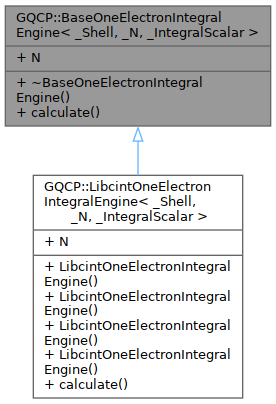 GQCP::BaseOneElectronIntegral
Engine< _Shell, _N, _IntegralScalar >
+ N
+ ~BaseOneElectronIntegral
Engine()
+ calculate()
GQCP::LibcintOneElectron
IntegralEngine< _Shell,
_N, _IntegralScalar >
+ N
+ LibcintOneElectronIntegral
Engine()
+ LibcintOneElectronIntegral
Engine()
+ LibcintOneElectronIntegral
Engine()
+ LibcintOneElectronIntegral
Engine()
+ calculate()